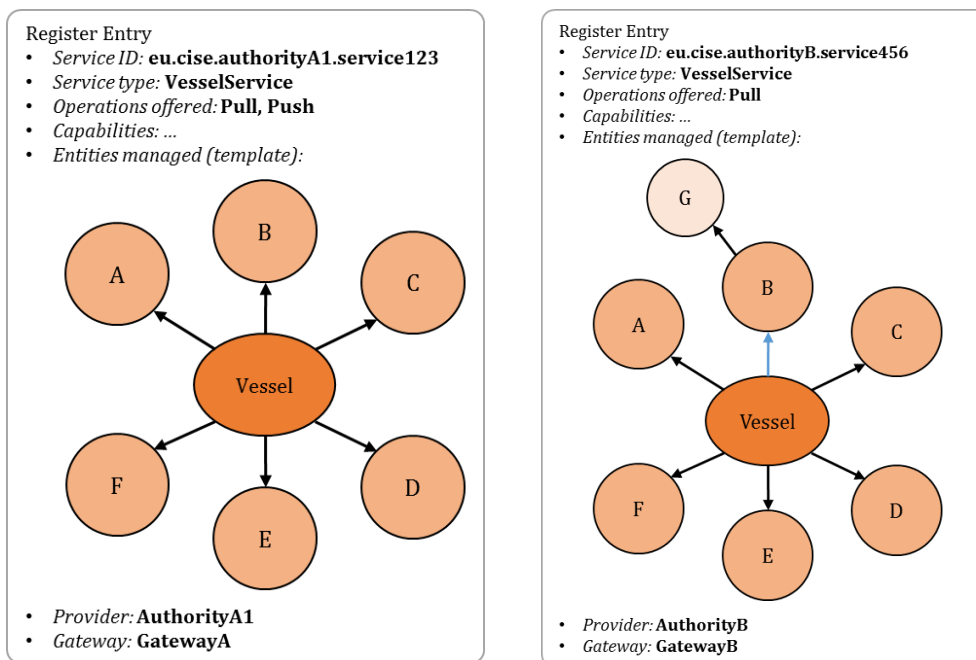 Register Entry
• Service ID: eu.cise.authorityA1.service123
• Service type: VesselService
• Operations offered: Pull, Push
• Capabilities: ...
• Entities managed (template):
B
A
C
Vessel
F
D
E
• Provider: AuthorityA1
• Gateway: GatewayA
Register Entry
• Service ID: eu.cise.authorityB.service456
• Service type: VesselService
• Operations offered: Pull
• Capabilities: ...
• Entities managed (template):
G
B
A
C
Vessel
F
D
E
• Provider: AuthorityB
• Gateway: GatewayB